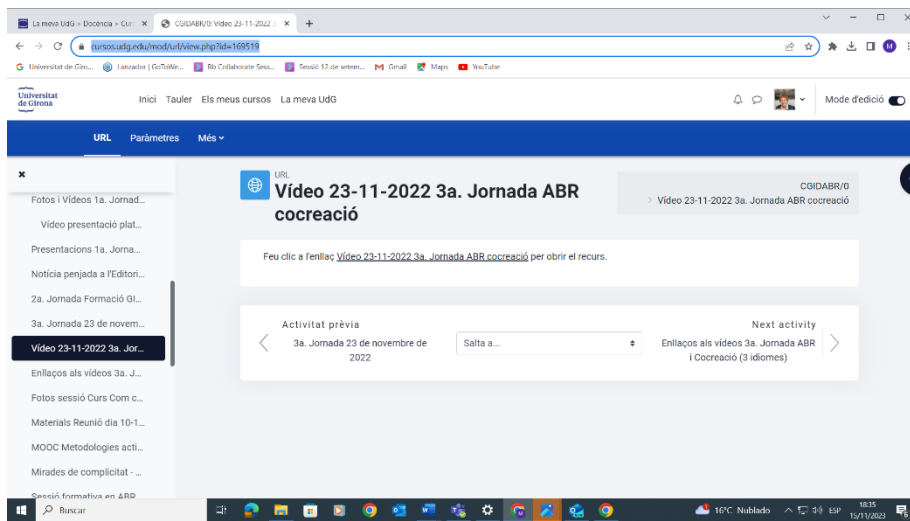 La meva UdG » Docència » Cur:
CGIDABR/0: Vídeo 23-11-2022 3
cursos.udg.edu/mod/url/view.php?id=169519
Universitat de Giro...
Lanzador | GoToWe...
Bb Collaborate Sess...
Sessió 12 de setem...
Gmail
Maps
YouTube
Universitat
de Girona
Inici Tauler Els meus cursos La meva UdG
Mode d'edició
URL Paràmetres Més
Fotos i Vídeos 1a. Jornad...
Vídeo presentació plat...
Presentacions 1a. Jorna...
Notícia penjada a l'Editori...
2a. Jornada Formació GI...
3a. Jornada 23 de novem...
Vídeo 23-11-2022 3a. Jor...
Enllaços als vídeos 3a. J...
Fotos sessió Curs Com c...
Materials Reunió dia 10-1...
MOOC Metodologies acti...
Mirades de complicitat - ...
Sessió formativa en ABR
URL
Vídeo 23-11-2022 3a. Jornada ABR
cocreació
CGIDABR/0
Vídeo 23-11-2022 3a. Jornada ABR cocreació
Feu clic a l'enllaç Vídeo 23-11-2022 3a. Jornada ABR cocreació per obrir el recurs.
Activitat prèvia
3a. Jornada 23 de novembre de
2022
Salta a...
Next activity
Enllaços als vídeos 3a. Jornada ABR
i Cocreació (3 idiomes)
Buscar
16°C Nublado
ESP
18:35
15/11/2023